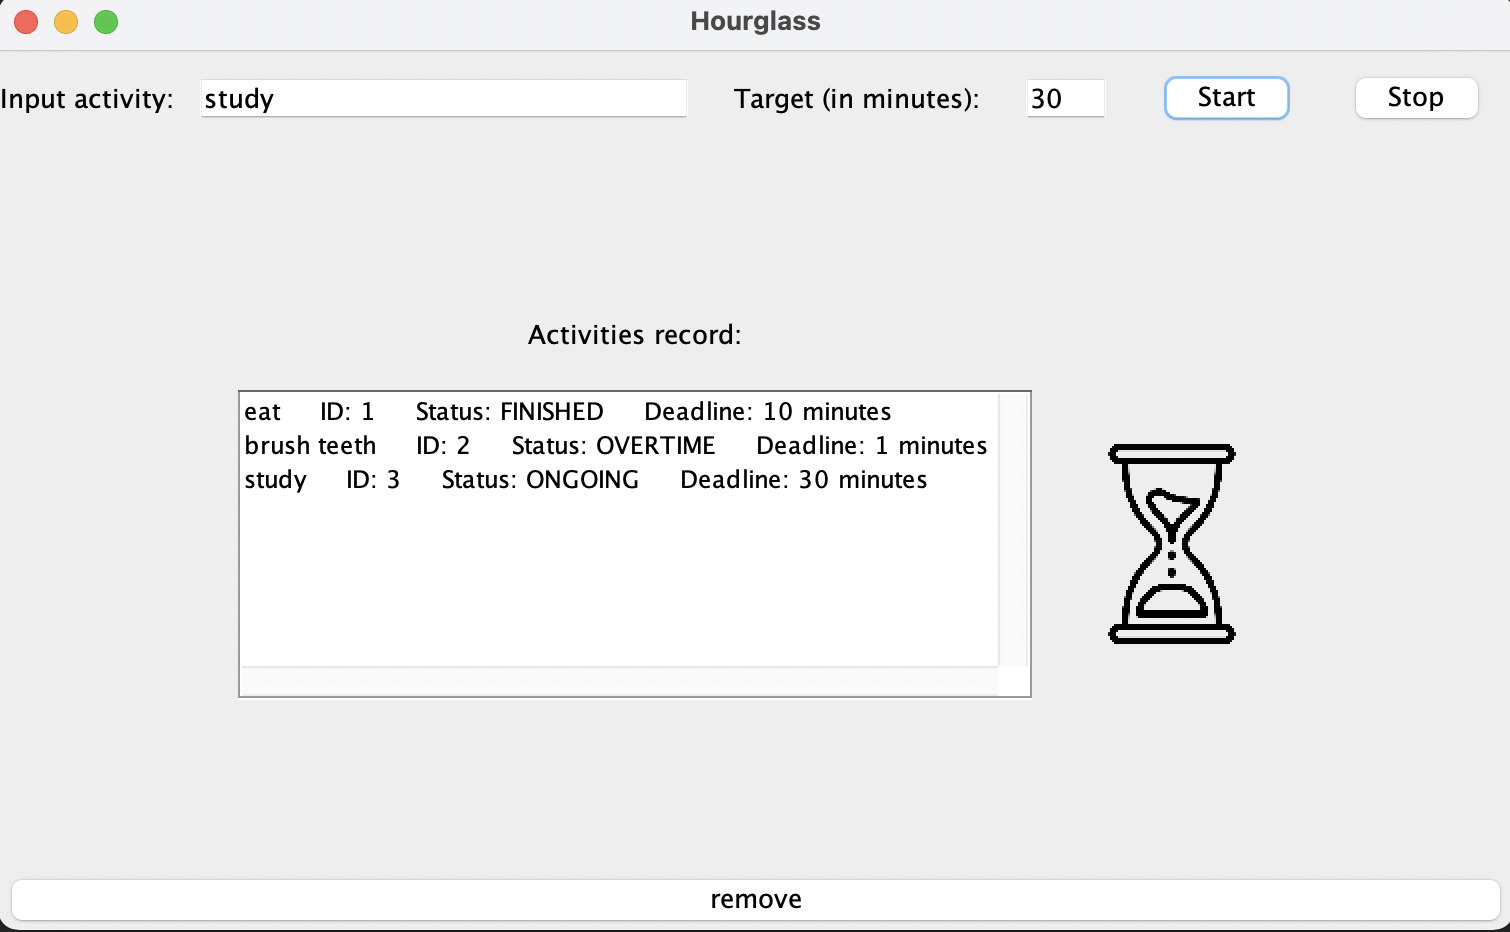 Hourglass
Input activity: study Target (in minutes): 30 Start Stop
Activities record:
eat ID: 1 Status: FINISHED Deadline: 10 minutes
brush teeth ID: 2 Status: OVERTIME Deadline: 1 minutes
study ID: 3 Status: ONGOING Deadline: 30 minutes
remove